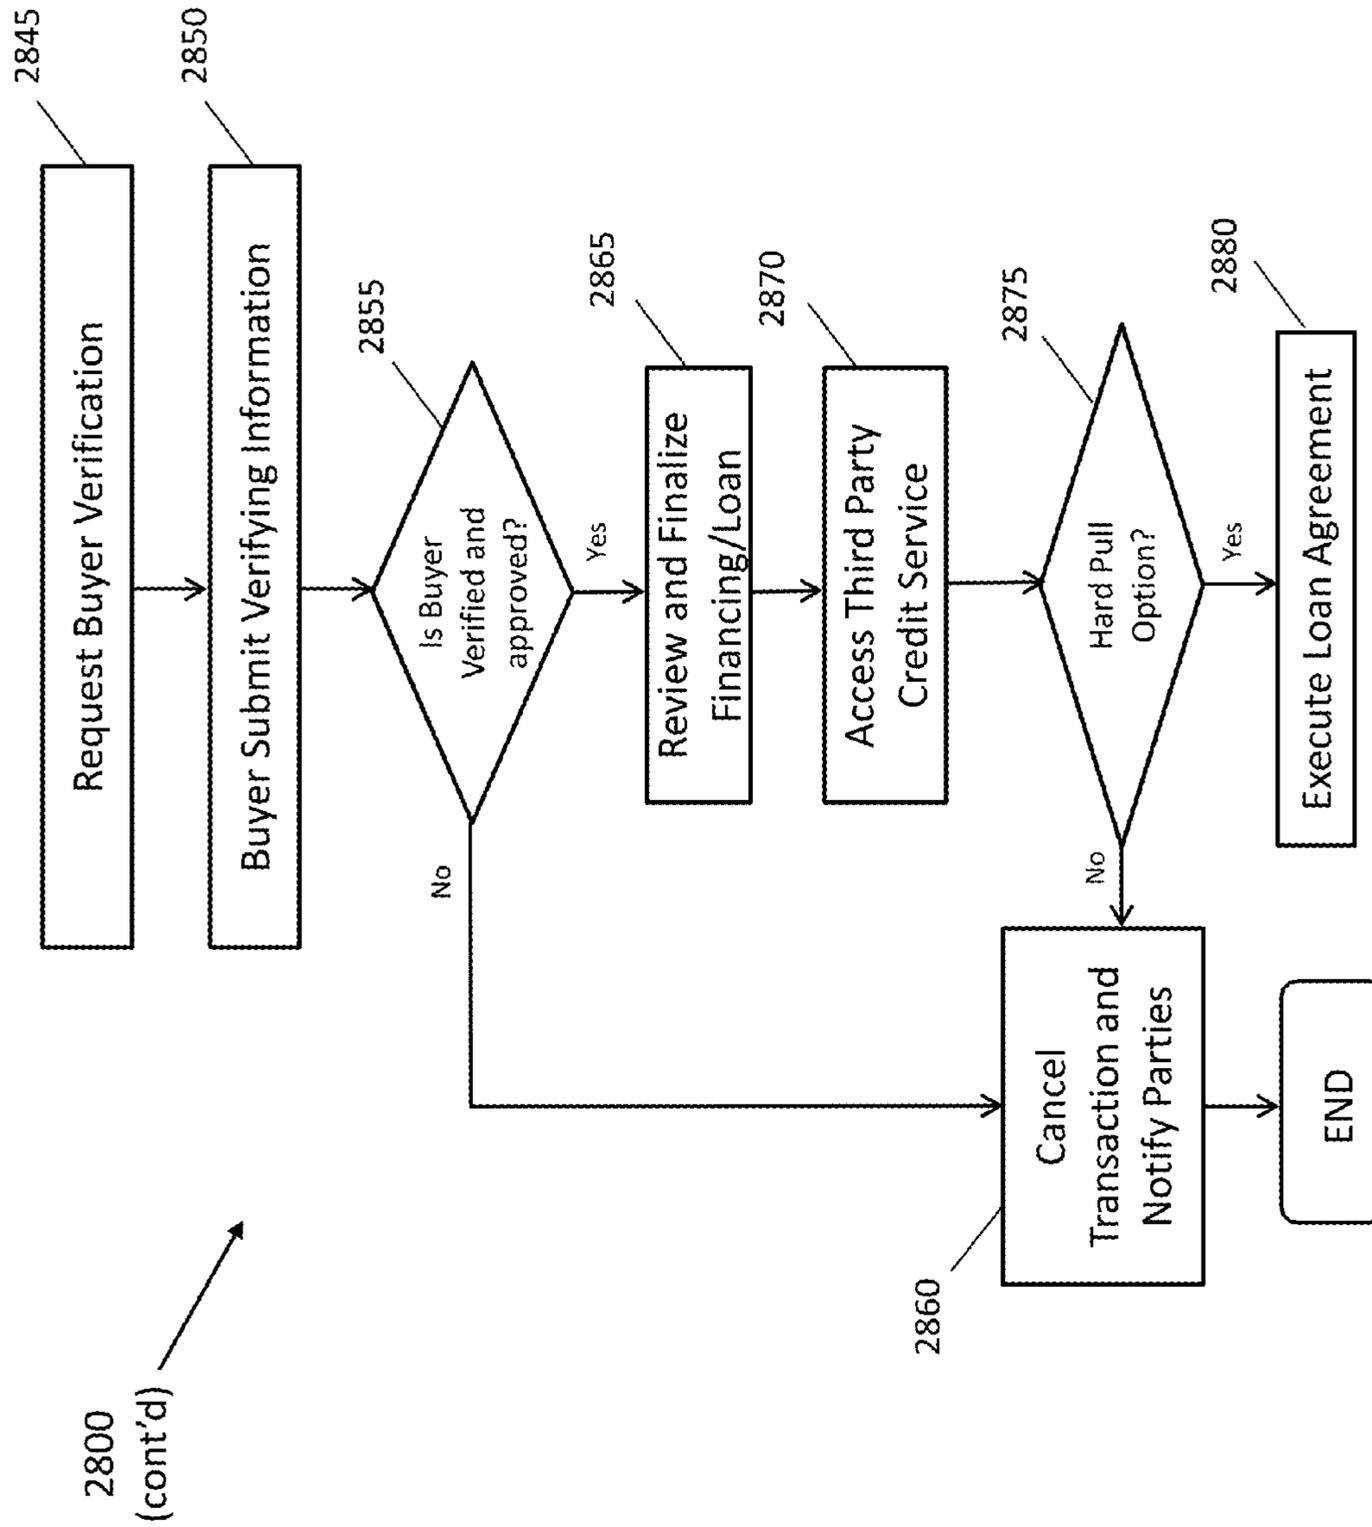 2800
(cont'd)
2845
Request Buyer Verification
2850
Buyer Submit Verifying Information
2855
Is Buyer
Verified and
approved?
No
Yes
2865
Review and Finalize
Financing/Loan
2870
Access Third Party
Credit Service
2875
Hard Pull
Option?
No
Yes
2860
Cancel
Transaction and
Notify Parties
2880
Execute Loan Agreement
END